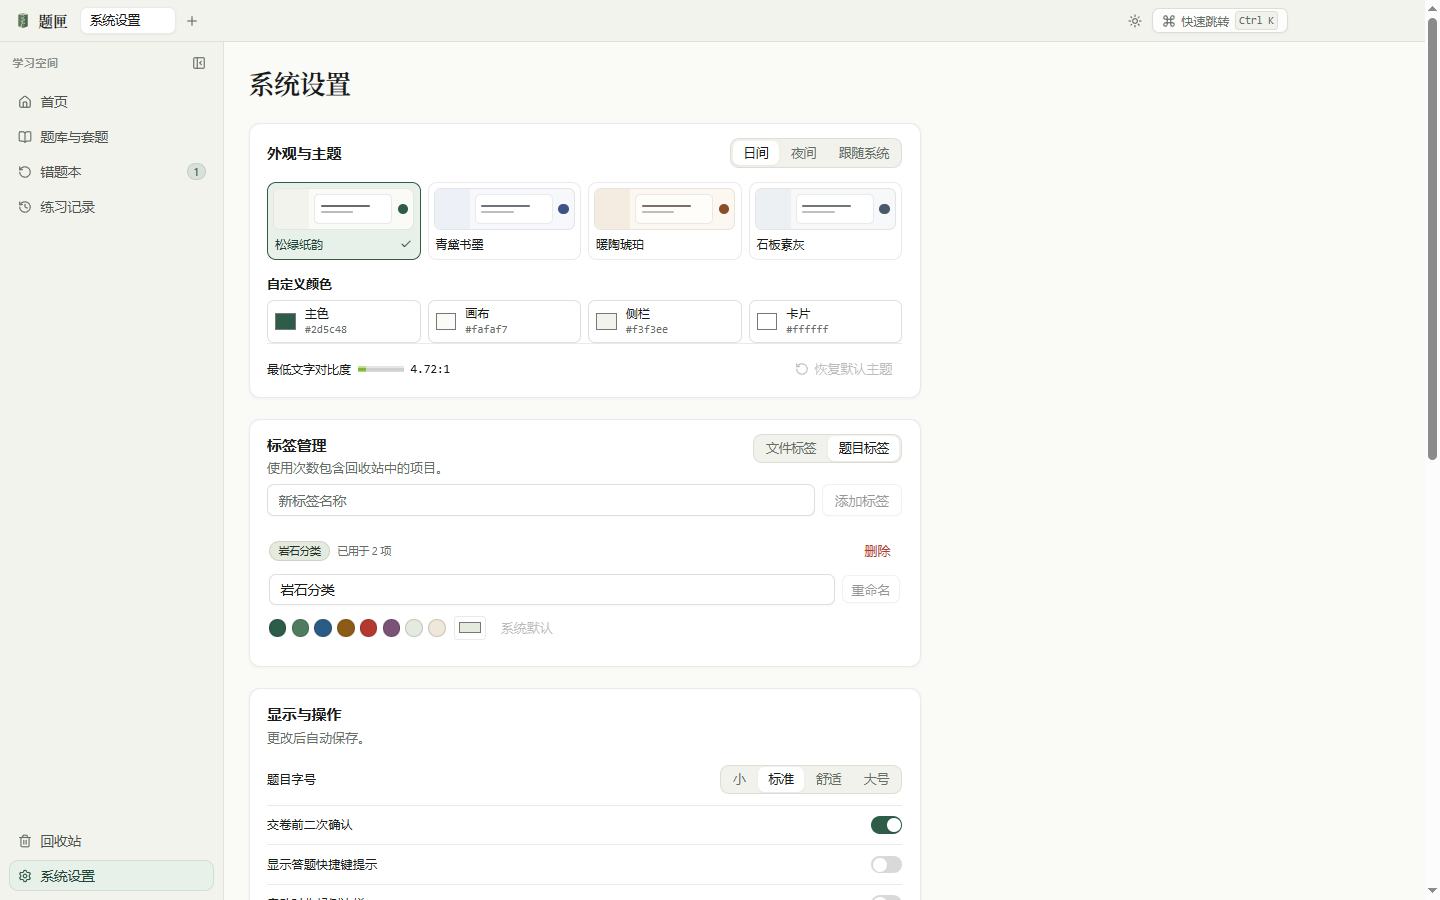 题匣
系统设置
快速跳转 Ctrl K
学习空间
首页
题库与套题
错题本 1
练习记录
回收站
系统设置
系统设置
外观与主题
日间 夜间 跟随系统
松绿纸韵 青黛书墨 暖陶琥珀 石板素灰
自定义颜色
主色 画布 侧栏 卡片
#2d5c48 #fafaf7 #f3f3ee #ffffff
最低文字对比度 4.72:1 恢复默认主题
标签管理
文件标签 题目标签
使用次数包含回收站中的项目。
新标签名称 添加标签
岩石分类 已用于 2 项 删除
岩石分类 重命名
系统默认
显示与操作
更改后自动保存。
题目字号 小 标准 舒适 大号
交卷前二次确认
显示答题快捷键提示